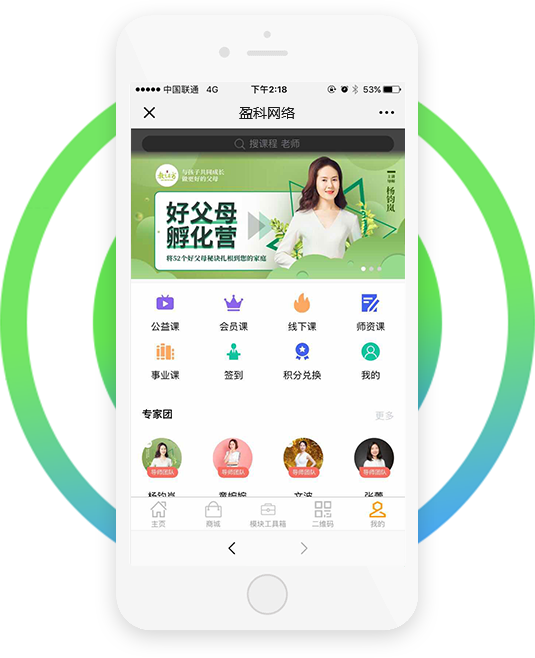 中国联通 4G 下午2:18 53%
盈科网络
搜课程 老师
与孩子共同成长
做更好的父母
主讲
导师
杨钧岚
好父母
孵化营
将52个好父母秘诀扎根到您的家庭
公益课 会员课 线下课 师资课
事业课 签到 积分兑换 我的
专家团 更多
导师团队 导师团队 导师团队 导师团队
杨钧岚
主页 商城 模块工具箱 二维码 我的